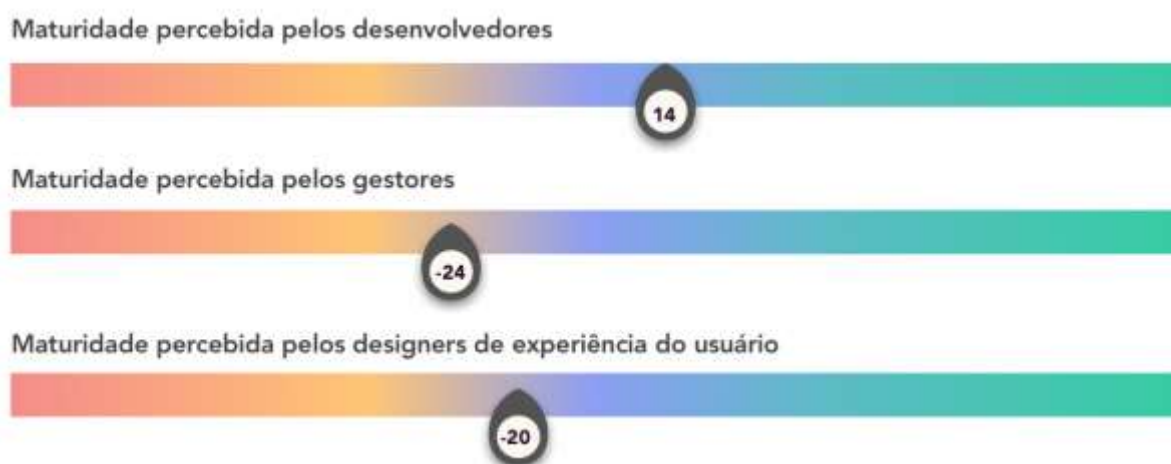 Maturidade percebida pelos desenvolvedores
14
Maturidade percebida pelos gestores
-24
Maturidade percebida pelos designers de experiência do usuário
-20